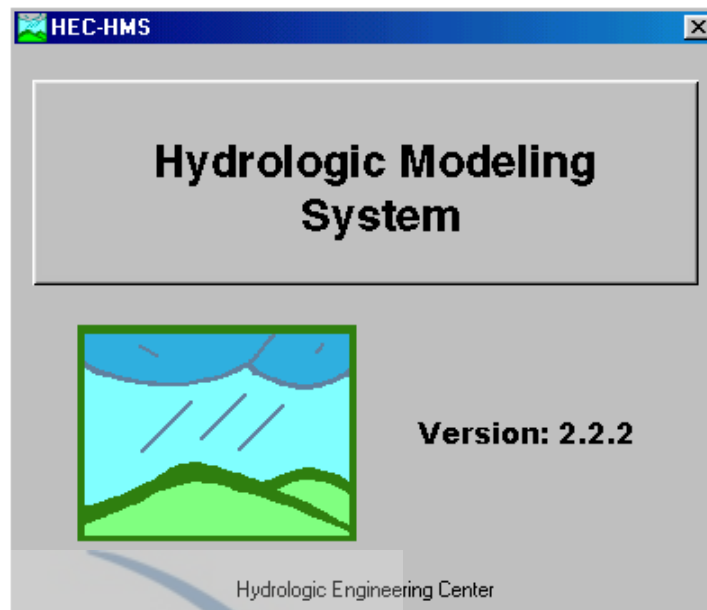 HEC-HMS
Hydrologic Modeling
System
Version: 2.2.2
Hydrologic Engineering Center